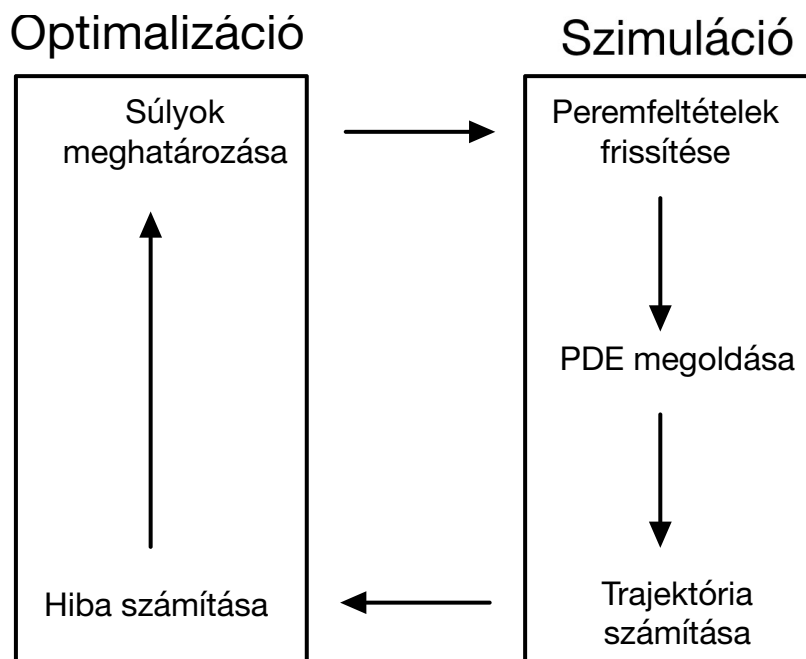 Optimalizáció
Szimuláció
Súlyok
meghatározása
Peremfeltételek
frissítése
PDE megoldása
Hiba számítása
Trajektória
számítása